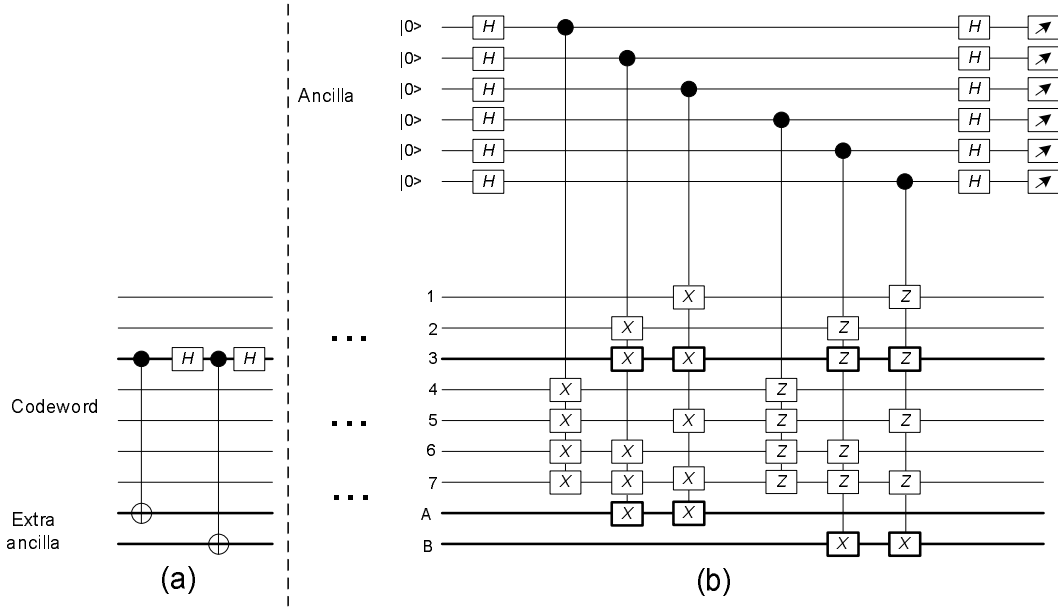 |0> H H
|0> H H
Ancilla
|0> H H
|0> H H
|0> H H
|0> H H
1 X Z
2 X Z
H H
3 X X Z Z
Codeword
4 X Z
5 X X Z Z
6 X X Z Z
7 X X X Z Z Z
Extra
ancilla
A X X
B X X
(a)
(b)